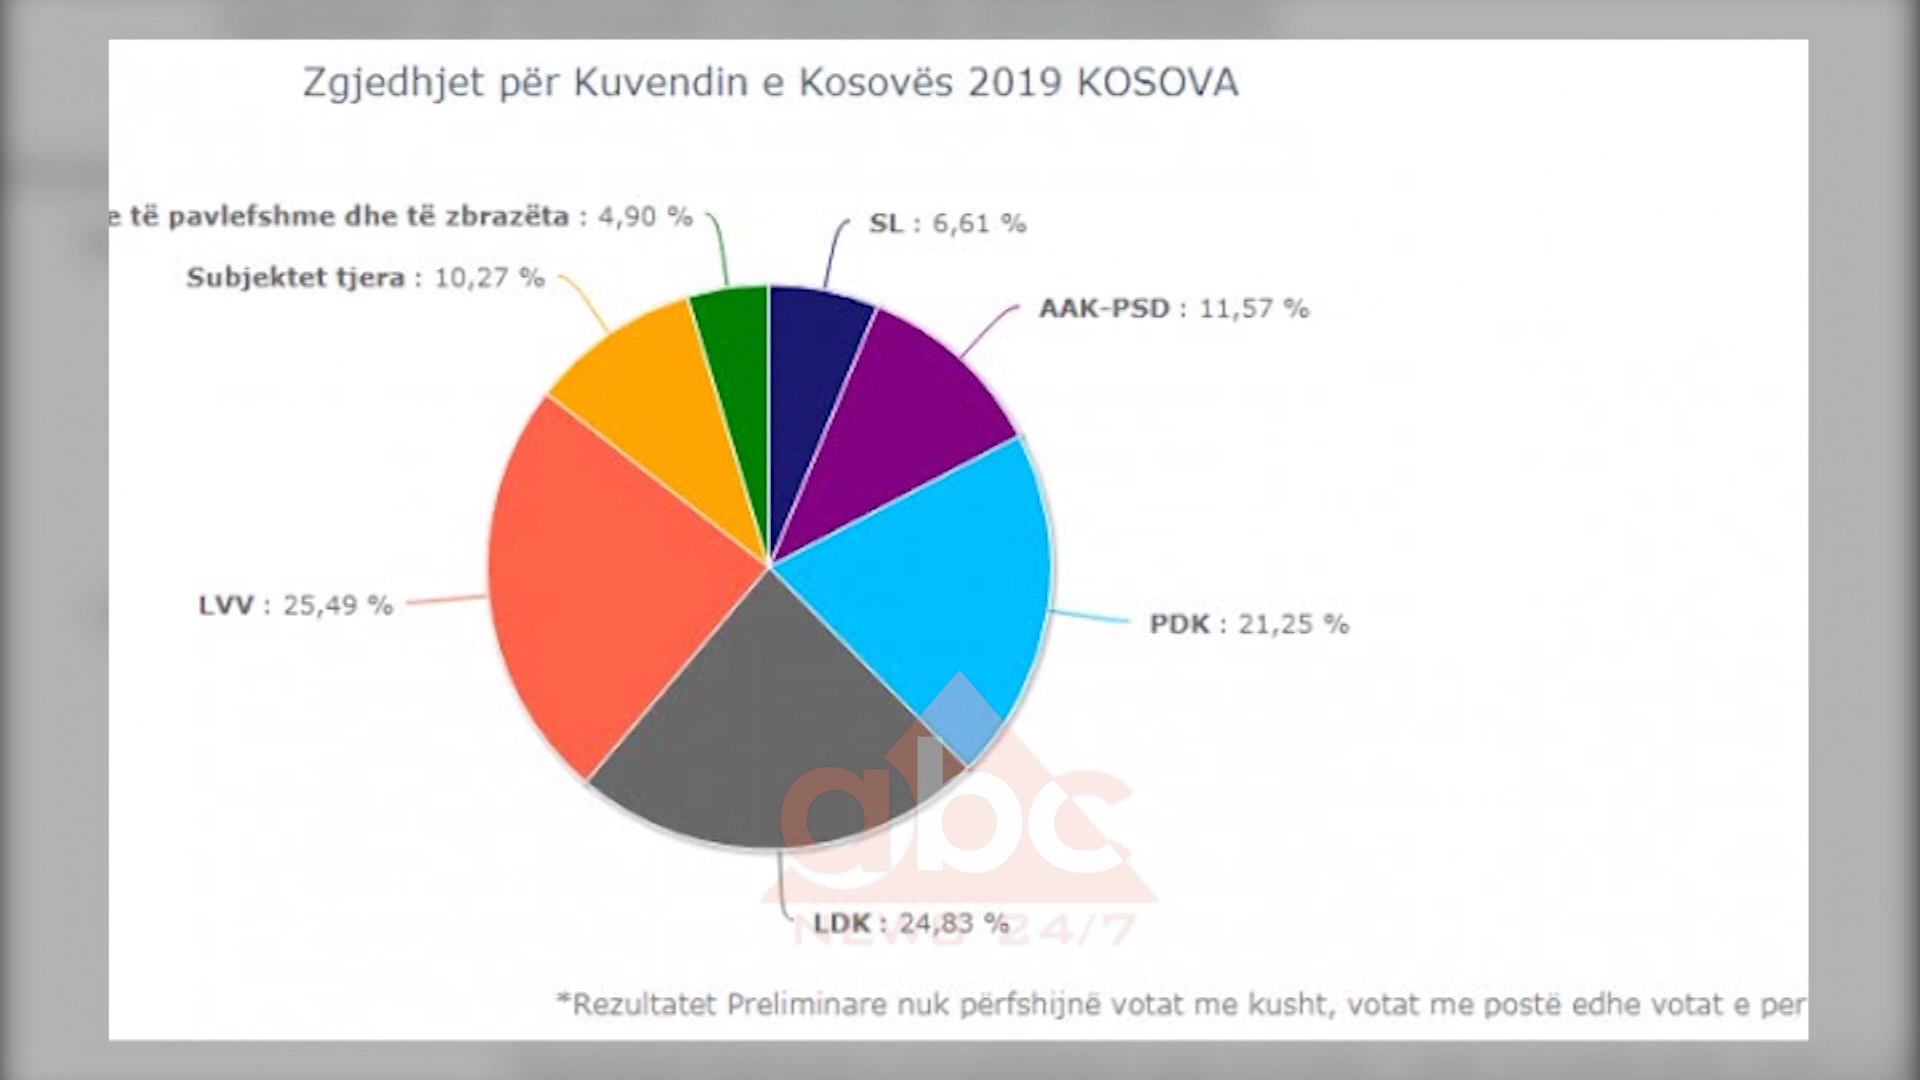 Zgjedhjet për Kuvendin e Kosovës 2019 KOSOVA
e të pavlefshme dhe të zbrazëta : 4,90 %
SL : 6,61 %
Subjektet tjera : 10,27 %
AAK-PSD : 11,57 %
LVV : 25,49 %
PDK : 21,25 %
abc
NEWS 24/7
LDK : 24,83 %
*Rezultatet Preliminare nuk përfshijnë votat me kusht, votat me postë edhe votat e per